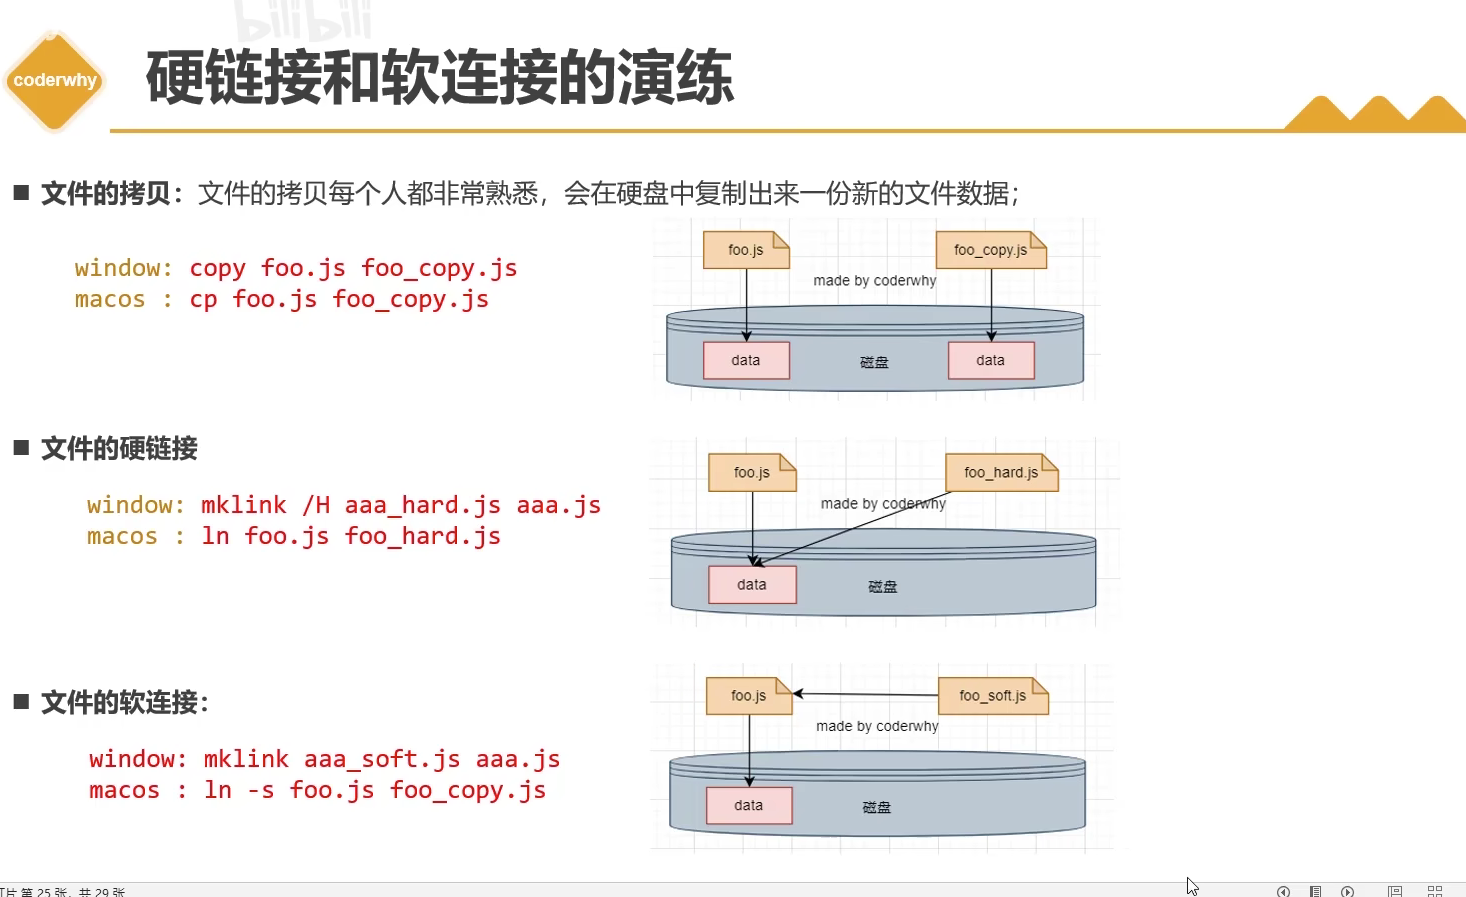 bilibili
coderwhy
硬链接和软连接的演练
文件的拷贝：文件的拷贝每个人都非常熟悉，会在硬盘中复制出来一份新的文件数据；
window: copy foo.js foo_copy.js
macos : cp foo.js foo_copy.js
foo.js
foo_copy.js
made by coderwhy
data
磁盘
data
文件的硬链接
window: mklink /H aaa_hard.js aaa.js
macos : ln foo.js foo_hard.js
foo.js
foo_hard.js
made by coderwhy
data
磁盘
文件的软连接：
window: mklink aaa_soft.js aaa.js
macos : ln -s foo.js foo_copy.js
foo.js
foo_soft.js
made by coderwhy
data
磁盘
片 第 25 张，共 29 张